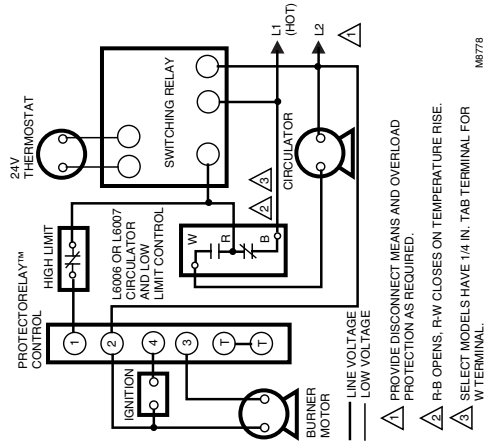 24V
THERMOSTAT
SWITCHING RELAY
L1
(HOT)
L2
1
PROTECTORELAY™
CONTROL
HIGH LIMIT
L6006 OR L6007
CIRCULATOR
AND LOW
LIMIT CONTROL
2
3
CIRCULATOR
W
R
B
1
2
4
3
T
T
IGNITION
BURNER
MOTOR
LINE VOLTAGE
LOW VOLTAGE
1 PROVIDE DISCONNECT MEANS AND OVERLOAD
PROTECTION AS REQUIRED.
2 R-B OPENS, R-W CLOSES ON TEMPERATURE RISE.
3 SELECT MODELS HAVE 1/4 IN. TAB TERMINAL FOR
W TERMINAL.
M8778